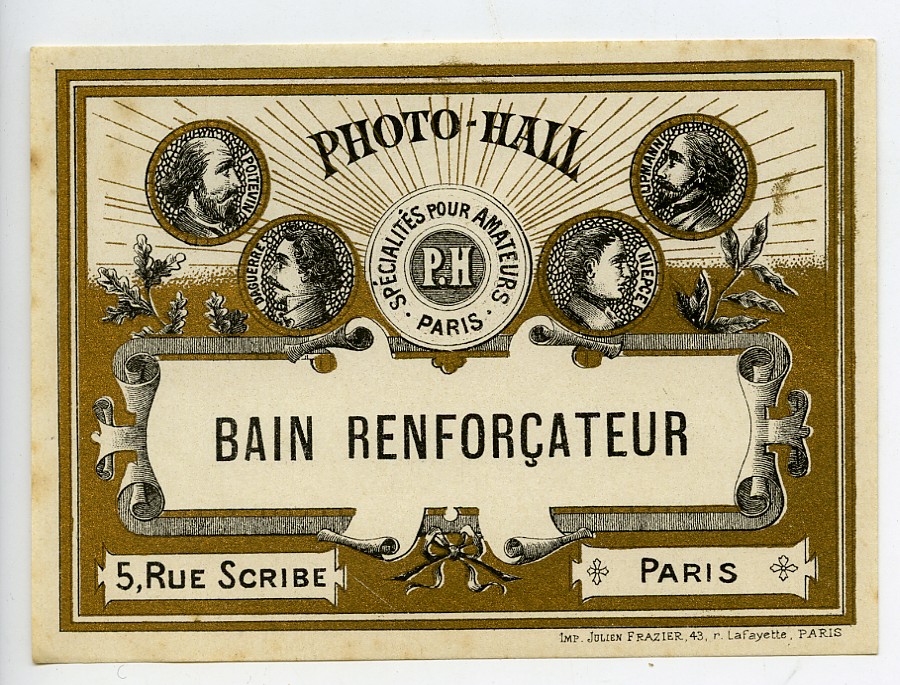 PHOTO-HALL
POITEVIN
LIPPMANN
DAGUERRE
NIEPCE
SPÉCIALITÉS POUR AMATEURS
P.H
· PARIS ·
BAIN RENFORÇATEUR
5, RUE SCRIBE
PARIS
IMP. JULIEN FRAZIER, 43, r. LaFayette, PARIS